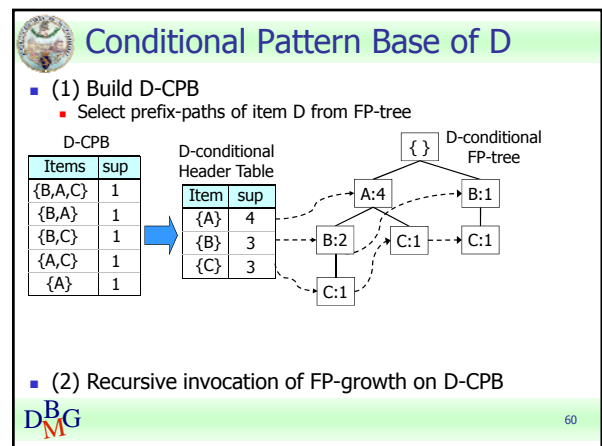 Conditional Pattern Base of D
(1) Build D-CPB
Select prefix-paths of item D from FP-tree
D-CPB
Items sup
{B,A,C} 1
{B,A} 1
{B,C} 1
{A,C} 1
{A} 1
D-conditional
Header Table
Item sup
{A} 4
{B} 3
{C} 3
D-conditional
FP-tree
{ }
A:4 B:1
B:2 C:1 C:1
C:1
(2) Recursive invocation of FP-growth on D-CPB
DBMG
60